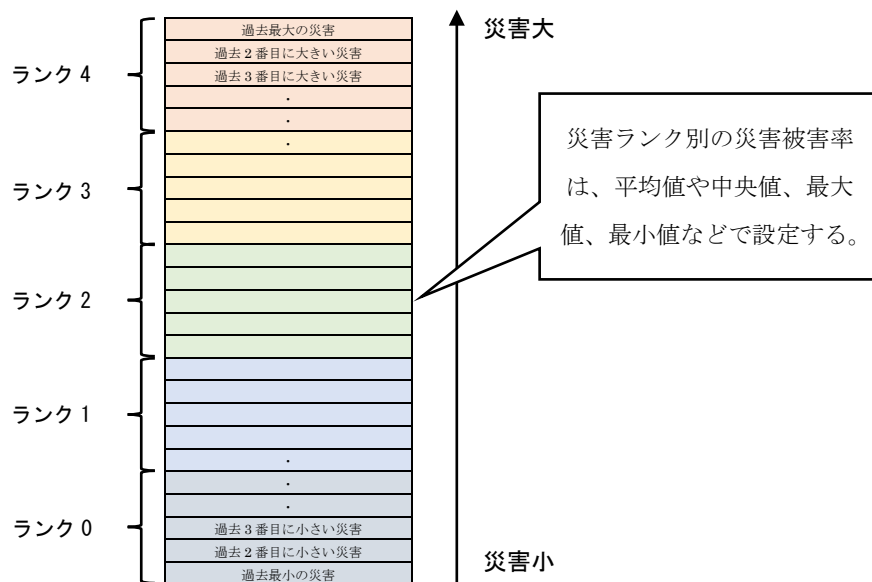 過去最大の災害
過去２番目に大きい災害
過去３番目に大きい災害
・
・
・
ランク４
ランク３
ランク２
ランク１
ランク０
・
・
・
過去３番目に小さい災害
過去２番目に小さい災害
過去最小の災害
災害大
災害小
災害ランク別の災害被害率
は、平均値や中央値、最大
値、最小値などで設定する。